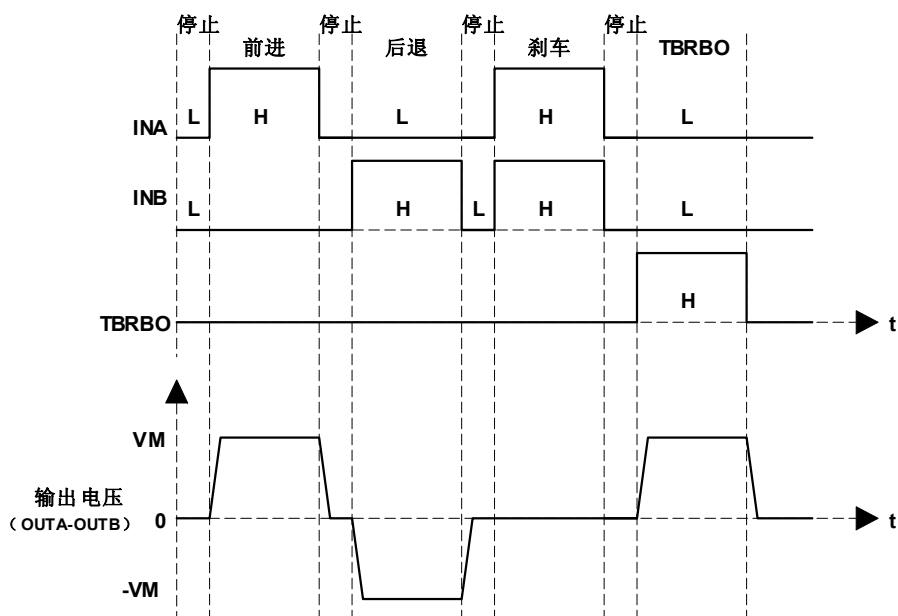 停止 停止 停止 停止
前进 后退 刹车 TBRBO
INA L H L H L
INB L H L H L
TBRBO H t
VM
输出电压
（OUTA-OUTB） 0 t
-VM